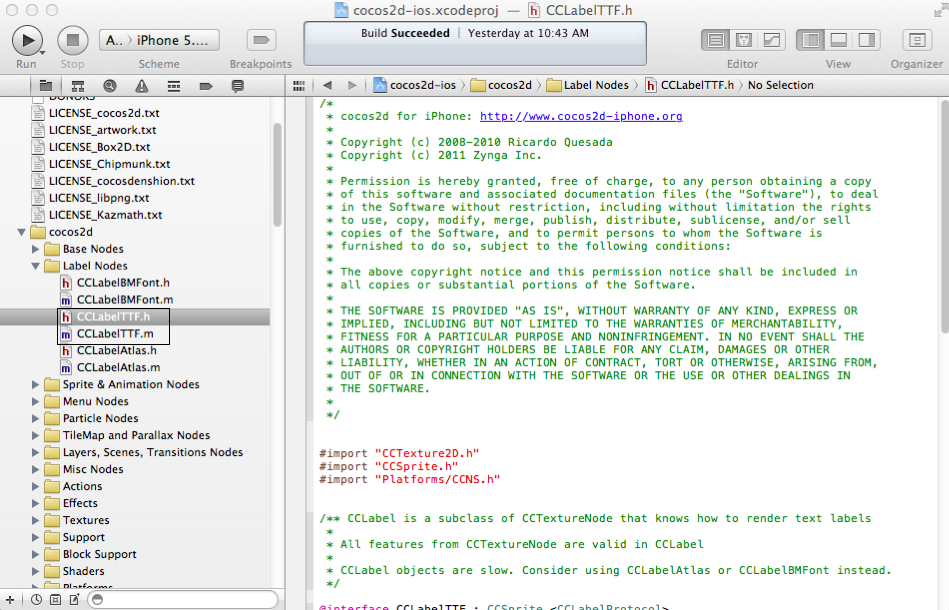 cocos2d-ios.xcodeproj — CCLabelTTF.h
Run
Stop
A.. › iPhone 5....
Scheme
Breakpoints
Build Succeeded | Yesterday at 10:43 AM
Editor
View
Organizer
cocos2d-ios › cocos2d › Label Nodes › CCLabelTTF.h › No Selection
DONORS
LICENSE_cocos2d.txt
LICENSE_artwork.txt
LICENSE_Box2D.txt
LICENSE_Chipmunk.txt
LICENSE_cocosdenshion.txt
LICENSE_libpng.txt
LICENSE_Kazmath.txt
cocos2d
Base Nodes
Label Nodes
CCLabelBMFont.h
CCLabelBMFont.m
CCLabelTTF.h
CCLabelTTF.m
CCLabelAtlas.h
CCLabelAtlas.m
Sprite & Animation Nodes
Menu Nodes
Particle Nodes
TileMap and Parallax Nodes
Layers, Scenes, Transitions Nodes
Misc Nodes
Actions
Effects
Textures
Support
Block Support
Shaders
Platforms
/*
* cocos2d for iPhone: http://www.cocos2d-iphone.org
*
* Copyright (c) 2008-2010 Ricardo Quesada
* Copyright (c) 2011 Zynga Inc.
*
* Permission is hereby granted, free of charge, to any person obtaining a copy
* of this software and associated documentation files (the "Software"), to deal
* in the Software without restriction, including without limitation the rights
* to use, copy, modify, merge, publish, distribute, sublicense, and/or sell
* copies of the Software, and to permit persons to whom the Software is
* furnished to do so, subject to the following conditions:
*
* The above copyright notice and this permission notice shall be included in
* all copies or substantial portions of the Software.
*
* THE SOFTWARE IS PROVIDED "AS IS", WITHOUT WARRANTY OF ANY KIND, EXPRESS OR
* IMPLIED, INCLUDING BUT NOT LIMITED TO THE WARRANTIES OF MERCHANTABILITY,
* FITNESS FOR A PARTICULAR PURPOSE AND NONINFRINGEMENT. IN NO EVENT SHALL THE
* AUTHORS OR COPYRIGHT HOLDERS BE LIABLE FOR ANY CLAIM, DAMAGES OR OTHER
* LIABILITY, WHETHER IN AN ACTION OF CONTRACT, TORT OR OTHERWISE, ARISING FROM,
* OUT OF OR IN CONNECTION WITH THE SOFTWARE OR THE USE OR OTHER DEALINGS IN
* THE SOFTWARE.
*
*/
#import "CCTexture2D.h"
#import "CCSprite.h"
#import "Platforms/CCNS.h"
/** CCLabel is a subclass of CCTextureNode that knows how to render text labels
*
* All features from CCTextureNode are valid in CCLabel
*
* CCLabel objects are slow. Consider using CCLabelAtlas or CCLabelBMFont instead.
*/
@interface CCLabelTTF : CCSprite <CCLabelProtocol>